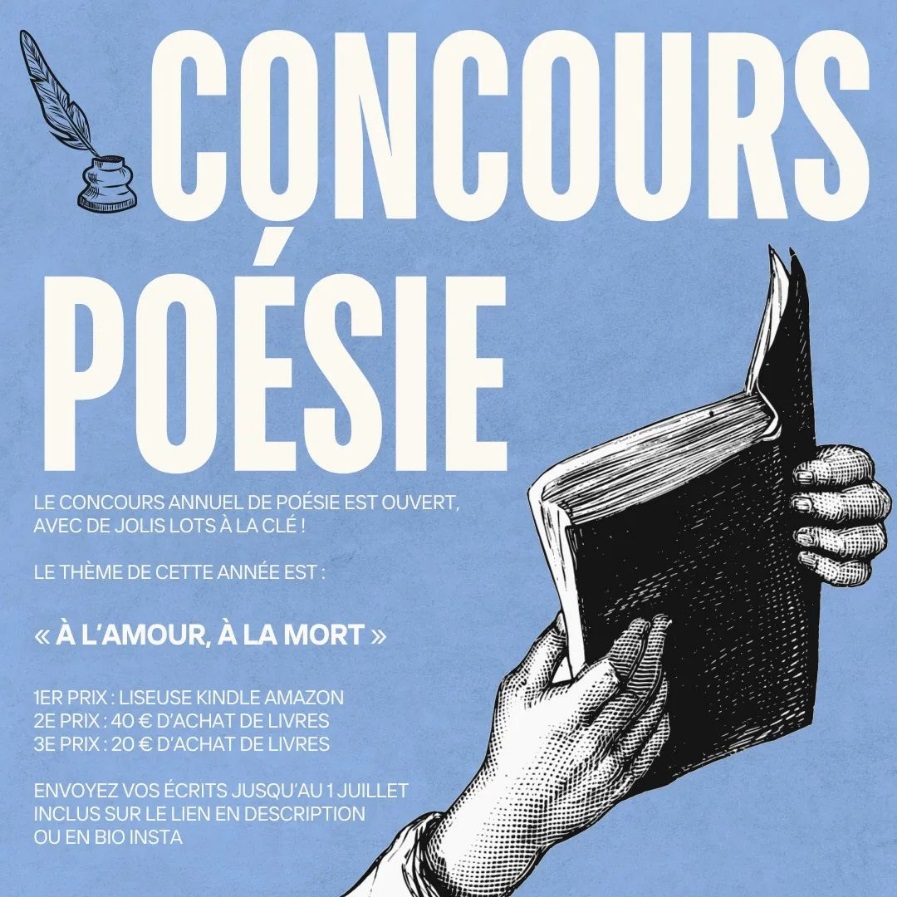 CONCOURS
POÉSIE
LE CONCOURS ANNUEL DE POÉSIE EST OUVERT,
AVEC DE JOLIS LOTS À LA CLÉ !
LE THÈME DE CETTE ANNÉE EST :
« À L'AMOUR, À LA MORT »
1ER PRIX : LISEUSE KINDLE AMAZON
2E PRIX : 40 € D'ACHAT DE LIVRES
3E PRIX : 20 € D'ACHAT DE LIVRES
ENVOYEZ VOS ÉCRITS JUSQU'AU 1 JUILLET
INCLUS SUR LE LIEN EN DESCRIPTION
OU EN BIO INSTA